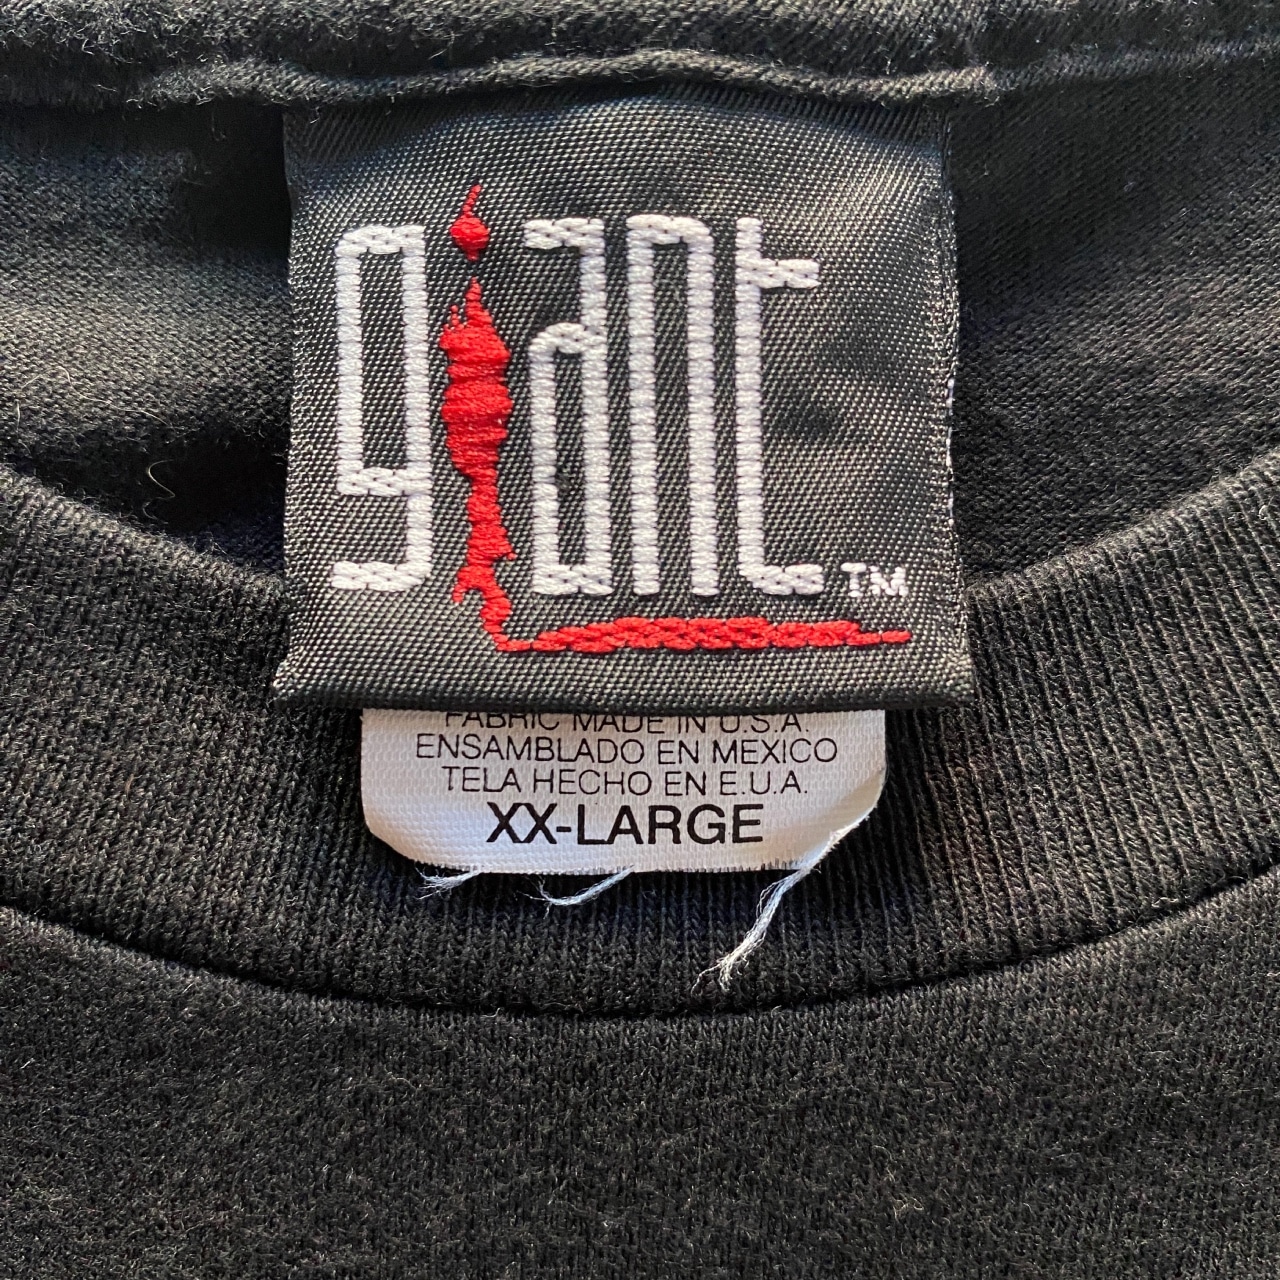 giant
TM
FABRIC MADE IN U.S.A.
ENSAMBLADO EN MEXICO
TELA HECHO EN E.U.A.
XX-LARGE